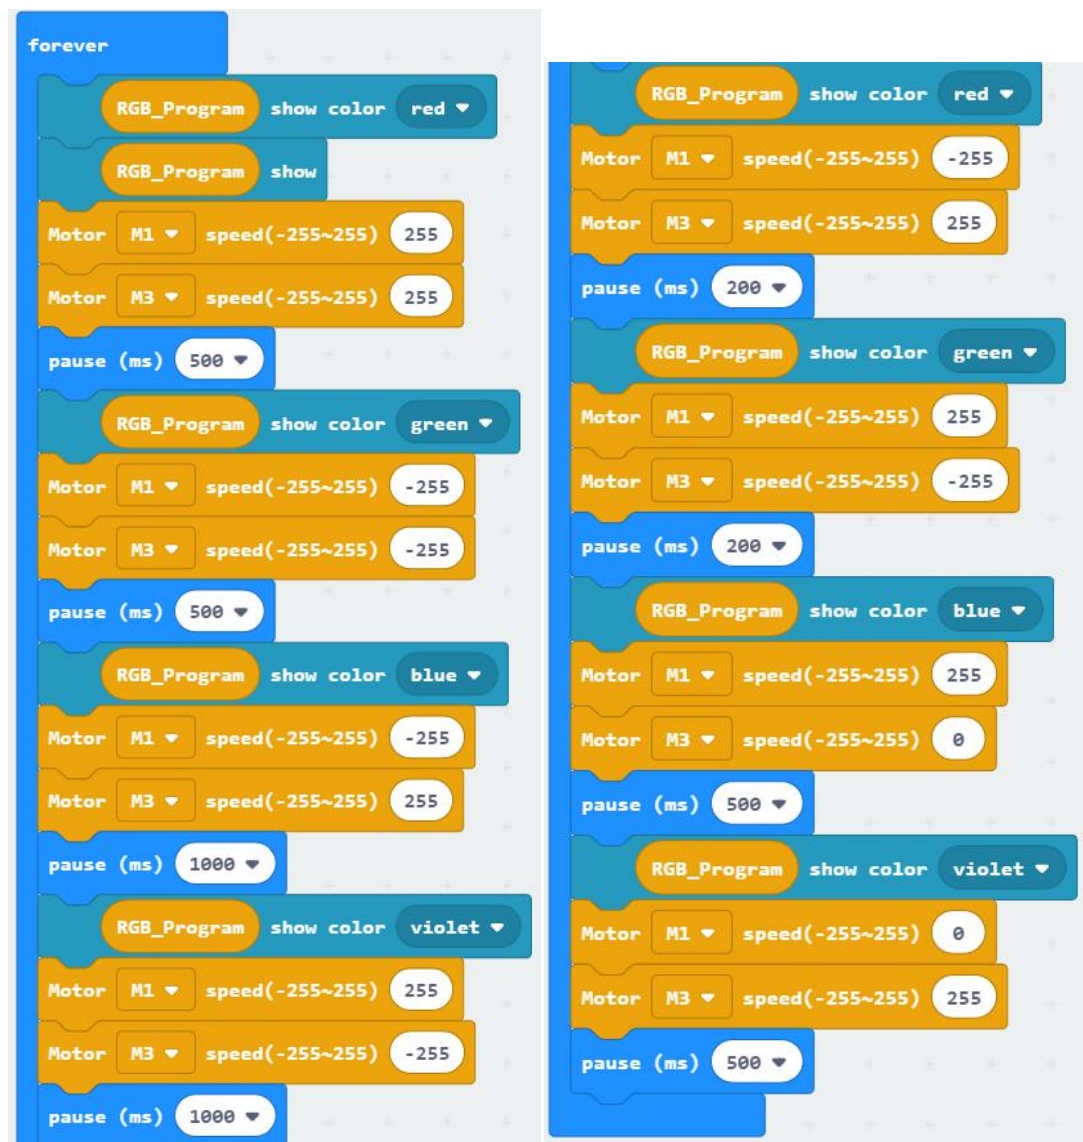 forever
RGB_Program show color red
RGB_Program show
Motor M1 speed(-255~255) 255
Motor M3 speed(-255~255) 255
pause (ms) 500
RGB_Program show color green
Motor M1 speed(-255~255) -255
Motor M3 speed(-255~255) -255
pause (ms) 500
RGB_Program show color blue
Motor M1 speed(-255~255) -255
Motor M3 speed(-255~255) 255
pause (ms) 1000
RGB_Program show color violet
Motor M1 speed(-255~255) 255
Motor M3 speed(-255~255) -255
pause (ms) 1000
RGB_Program show color red
Motor M1 speed(-255~255) -255
Motor M3 speed(-255~255) 255
pause (ms) 200
RGB_Program show color green
Motor M1 speed(-255~255) 255
Motor M3 speed(-255~255) -255
pause (ms) 200
RGB_Program show color blue
Motor M1 speed(-255~255) 255
Motor M3 speed(-255~255) 0
pause (ms) 500
RGB_Program show color violet
Motor M1 speed(-255~255) 0
Motor M3 speed(-255~255) 255
pause (ms) 500